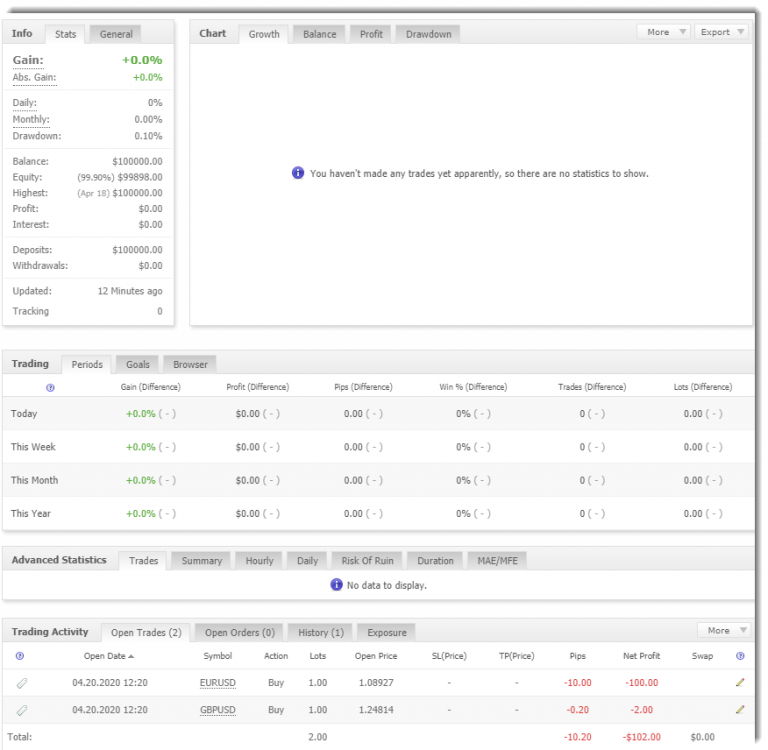 Info Stats General
Gain: +0.0%
Abs. Gain: +0.0%
Daily: 0%
Monthly: 0.00%
Drawdown: 0.10%
Balance: $100000.00
Equity: (99.90%) $99898.00
Highest: (Apr 18) $100000.00
Profit: $0.00
Interest: $0.00
Deposits: $100000.00
Withdrawals: $0.00
Updated: 12 Minutes ago
Tracking 0
Chart Growth Balance Profit Drawdown More Export
You haven't made any trades yet apparently, so there are no statistics to show.
Trading Periods Goals Browser
Gain (Difference) Profit (Difference) Pips (Difference) Win % (Difference) Trades (Difference) Lots (Difference)
Today +0.0% ( - ) $0.00 ( - ) 0.00 ( - ) 0% ( - ) 0 ( - ) 0.00 ( - )
This Week +0.0% ( - ) $0.00 ( - ) 0.00 ( - ) 0% ( - ) 0 ( - ) 0.00 ( - )
This Month +0.0% ( - ) $0.00 ( - ) 0.00 ( - ) 0% ( - ) 0 ( - ) 0.00 ( - )
This Year +0.0% ( - ) $0.00 ( - ) 0.00 ( - ) 0% ( - ) 0 ( - ) 0.00 ( - )
Advanced Statistics Trades Summary Hourly Daily Risk Of Ruin Duration MAE/MFE
No data to display.
Trading Activity Open Trades (2) Open Orders (0) History (1) Exposure More
Open Date Symbol Action Lots Open Price SL(Price) TP(Price) Pips Net Profit Swap
04.20.2020 12:20 EURUSD Buy 1.00 1.08927 - - -10.00 -100.00
04.20.2020 12:20 GBPUSD Buy 1.00 1.24814 - - -0.20 -2.00
Total: 2.00 -10.20 -$102.00 $0.00